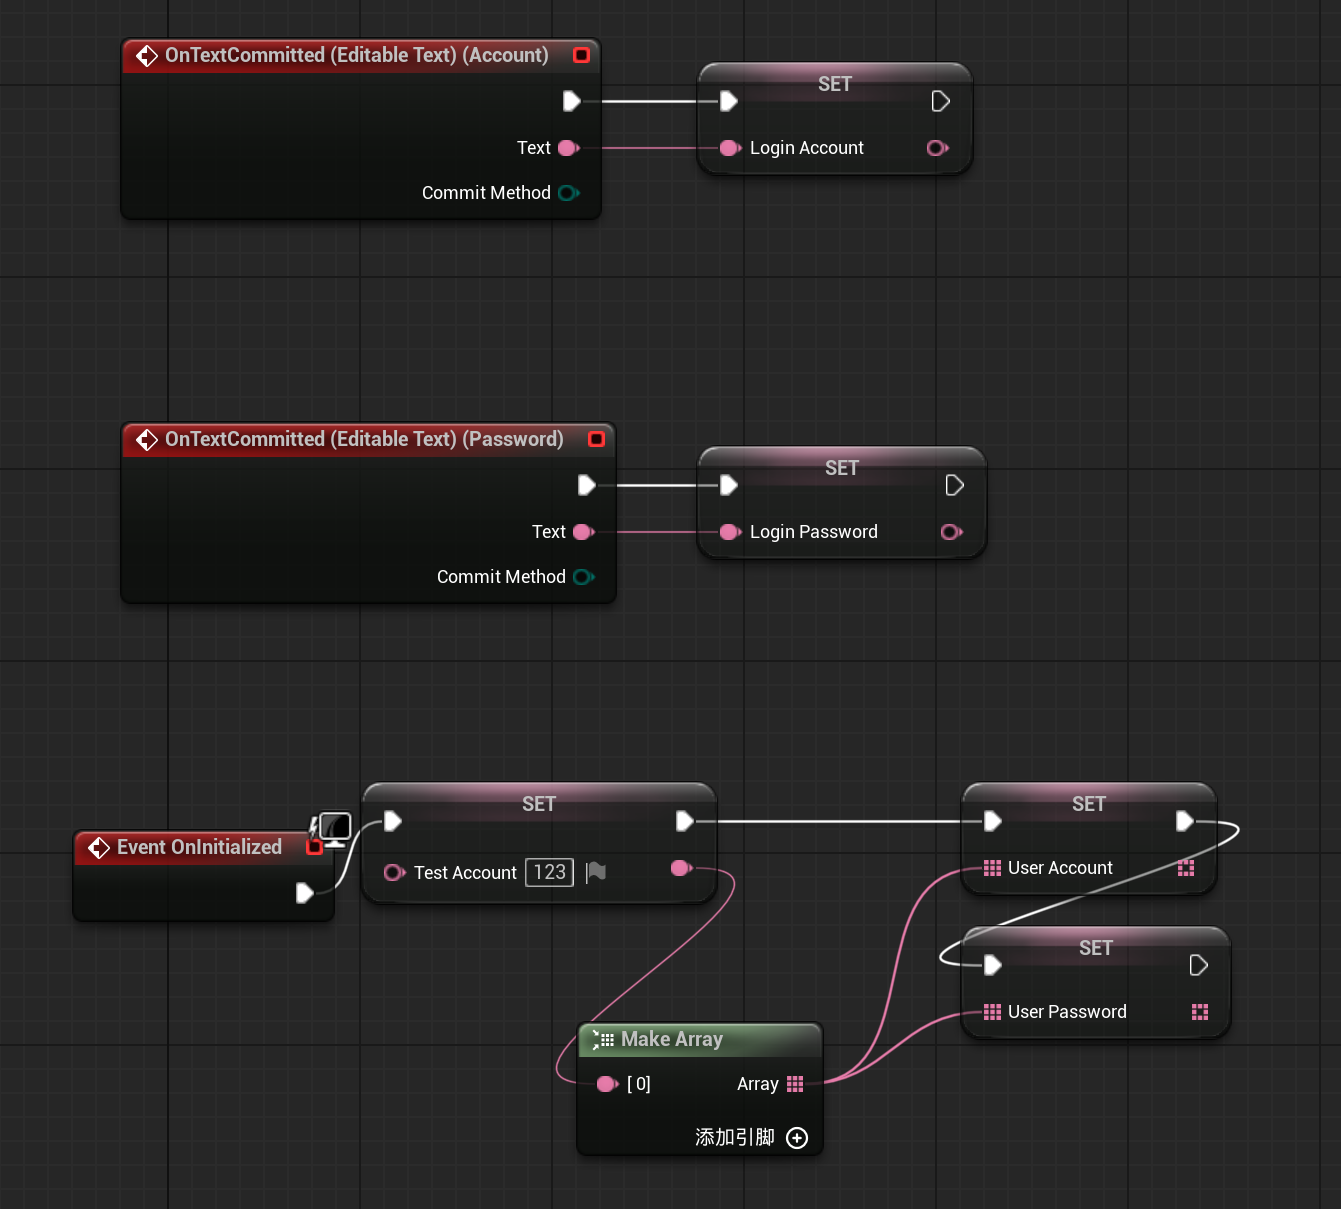 OnTextCommitted (Editable Text) (Account)
SET
Text
Login Account
Commit Method
OnTextCommitted (Editable Text) (Password)
SET
Text
Login Password
Commit Method
Event OnInitialized
SET
Test Account 123
SET
User Account
SET
User Password
Make Array
[ 0]
Array
添加引脚